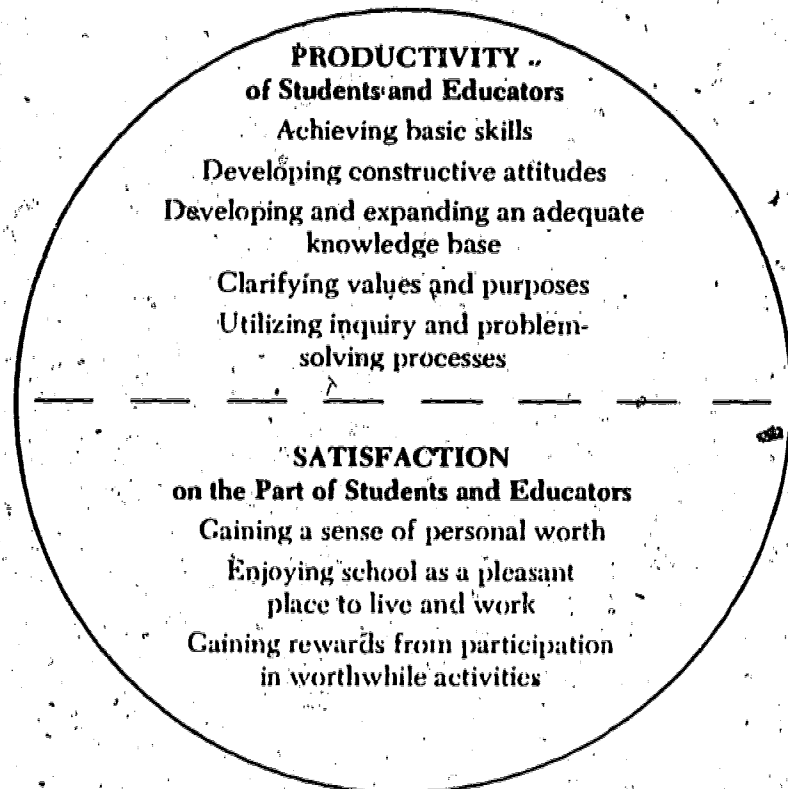 PRODUCTIVITY
of Students and Educators
Achieving basic skills
Developing constructive attitudes
Developing and expanding an adequate
knowledge base
Clarifying values and purposes
Utilizing inquiry and problem-
solving processes
SATISFACTION
on the Part of Students and Educators
Gaining a sense of personal worth
Enjoying school as a pleasant
place to live and work
Gaining rewards from participation
in worthwhile activities